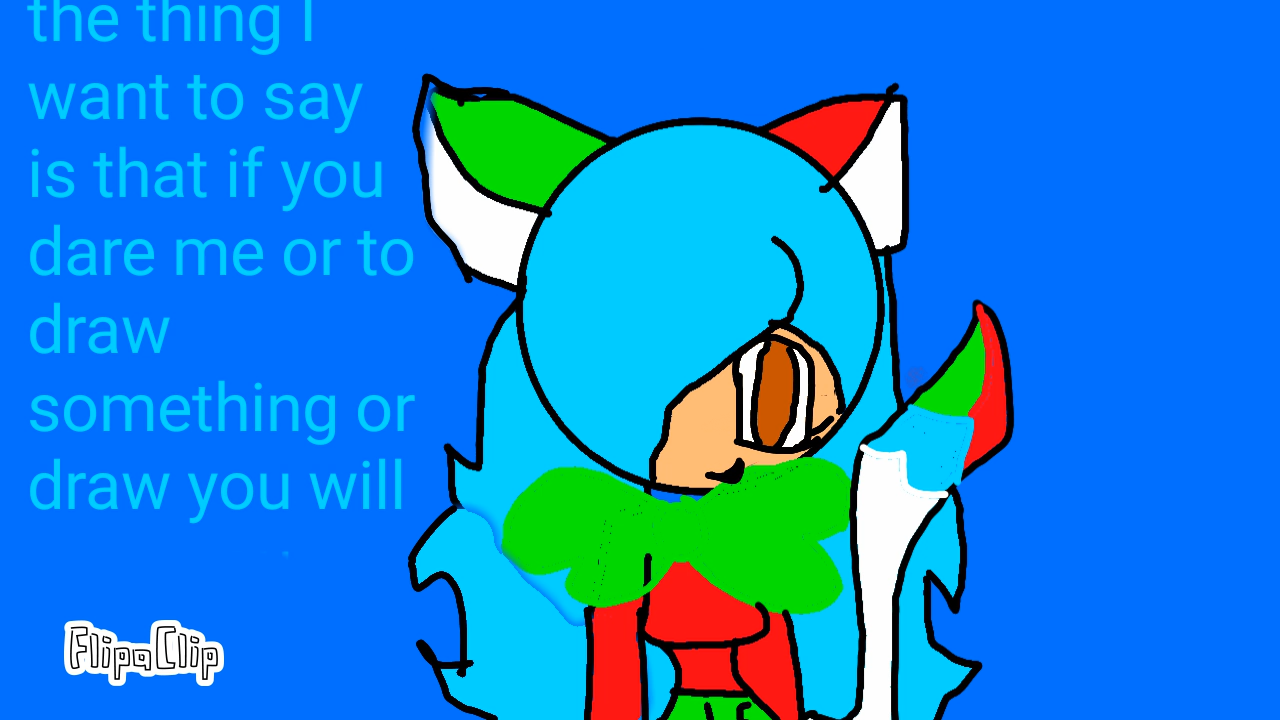 the thing I
want to say
is that if you
dare me or to
draw
something or
draw you will
FlipaClip